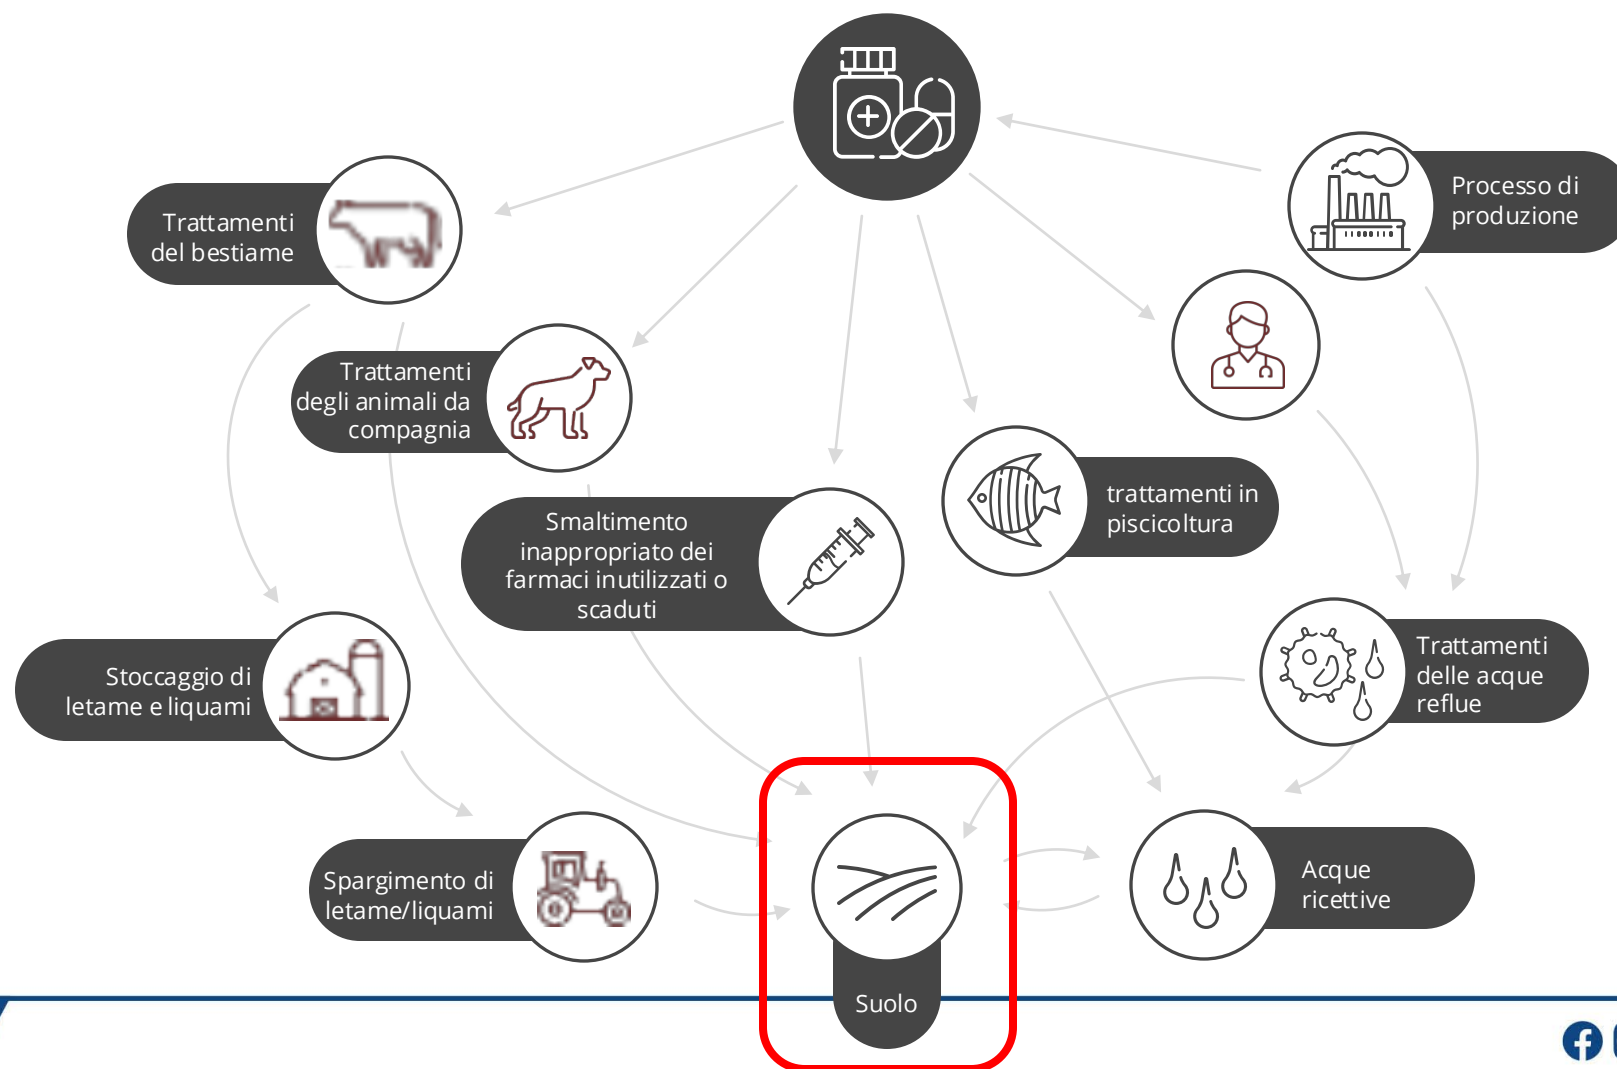 Processo di
produzione
Trattamenti
del bestiame
Trattamenti
degli animali da
compagnia
trattamenti in
piscicoltura
Smaltimento
inappropriato dei
farmaci inutilizzati o
scaduti
Trattamenti
delle acque
reflue
Stoccaggio di
letame e liquami
Spargimento di
letame/liquami
Acque
ricettive
Suolo